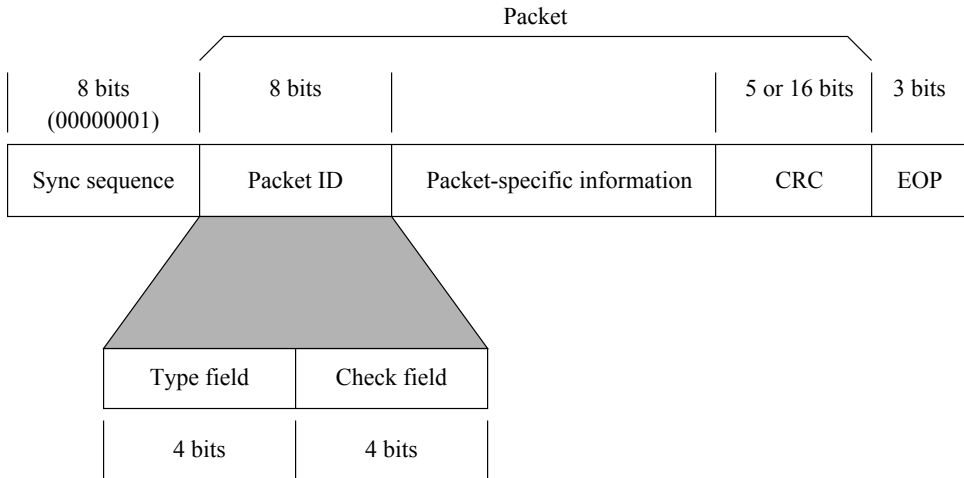 Packet
8 bits
(00000001)
8 bits
5 or 16 bits
3 bits
Sync sequence
Packet ID
Packet-specific information
CRC
EOP
Type field
Check field
4 bits
4 bits